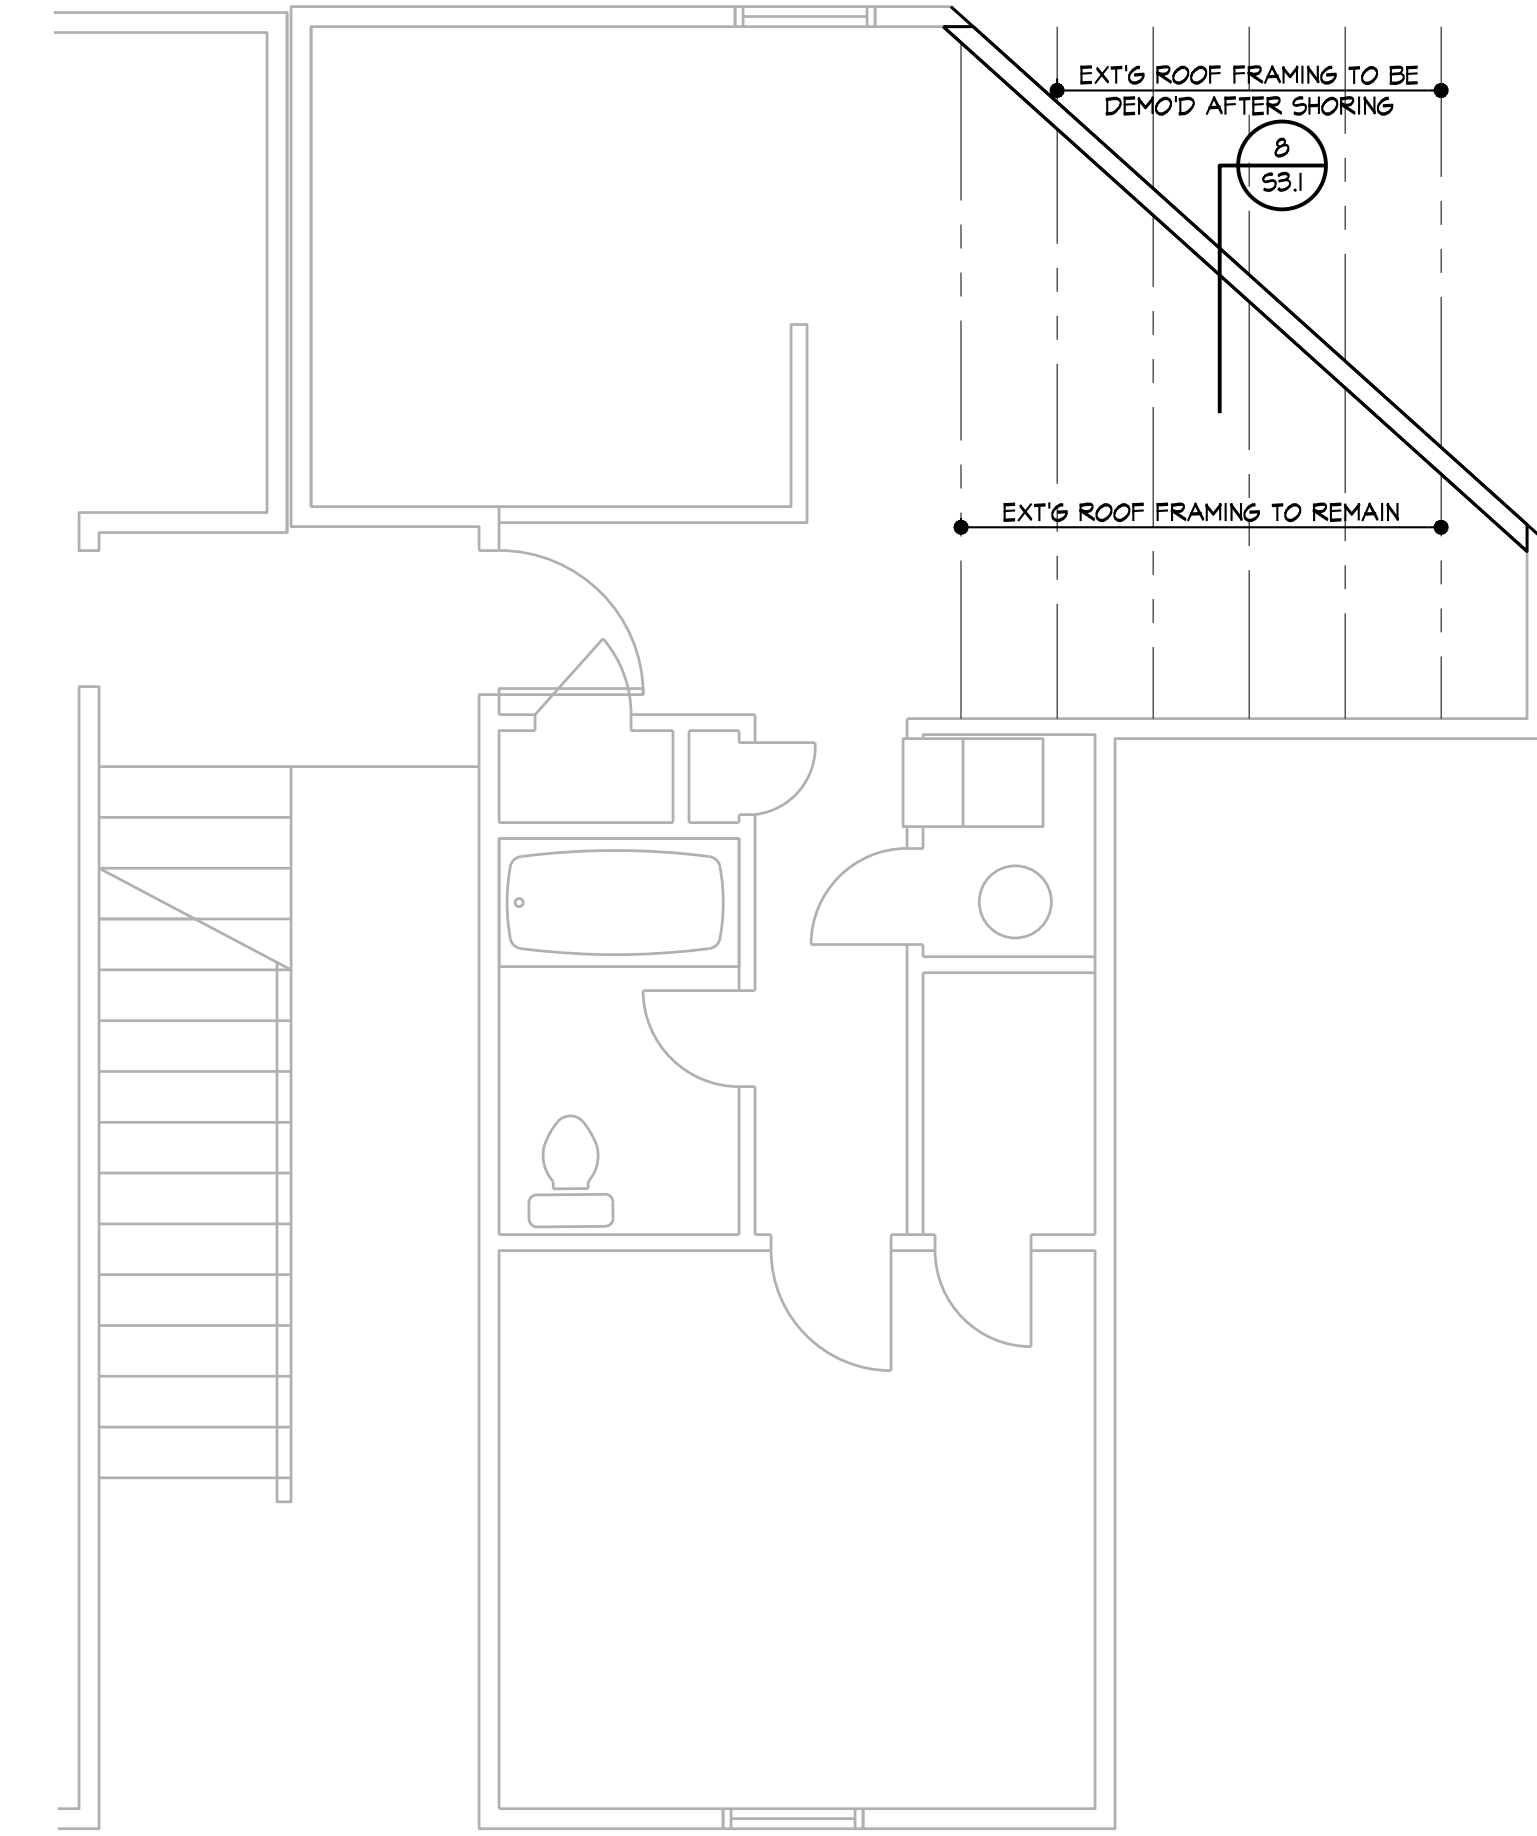 EXT'G ROOF FRAMING TO BE
DEMO'D AFTER SHORING
8
S3.1
EXT'G ROOF FRAMING TO REMAIN